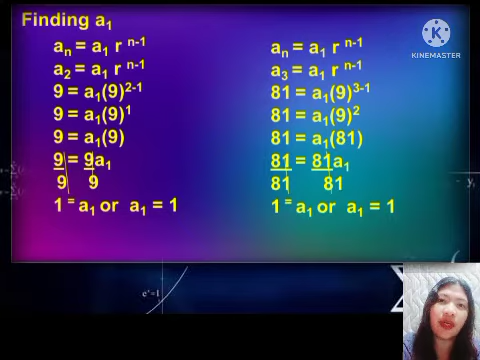 Finding a₁
aₙ = a₁ r ⁿ⁻¹
a₂ = a₁ r ⁿ⁻¹
9 = a₁(9)²⁻¹
9 = a₁(9)¹
9 = a₁(9)
9 = 9a₁
9 9
1 = a₁ or a₁ = 1
aₙ = a₁ r ⁿ⁻¹
a₃ = a₁ r ⁿ⁻¹
81 = a₁(9)³⁻¹
81 = a₁(9)²
81 = a₁(81)
81 = 81a₁
81 81
1 = a₁ or a₁ = 1
KINEMASTER
eˣ=1